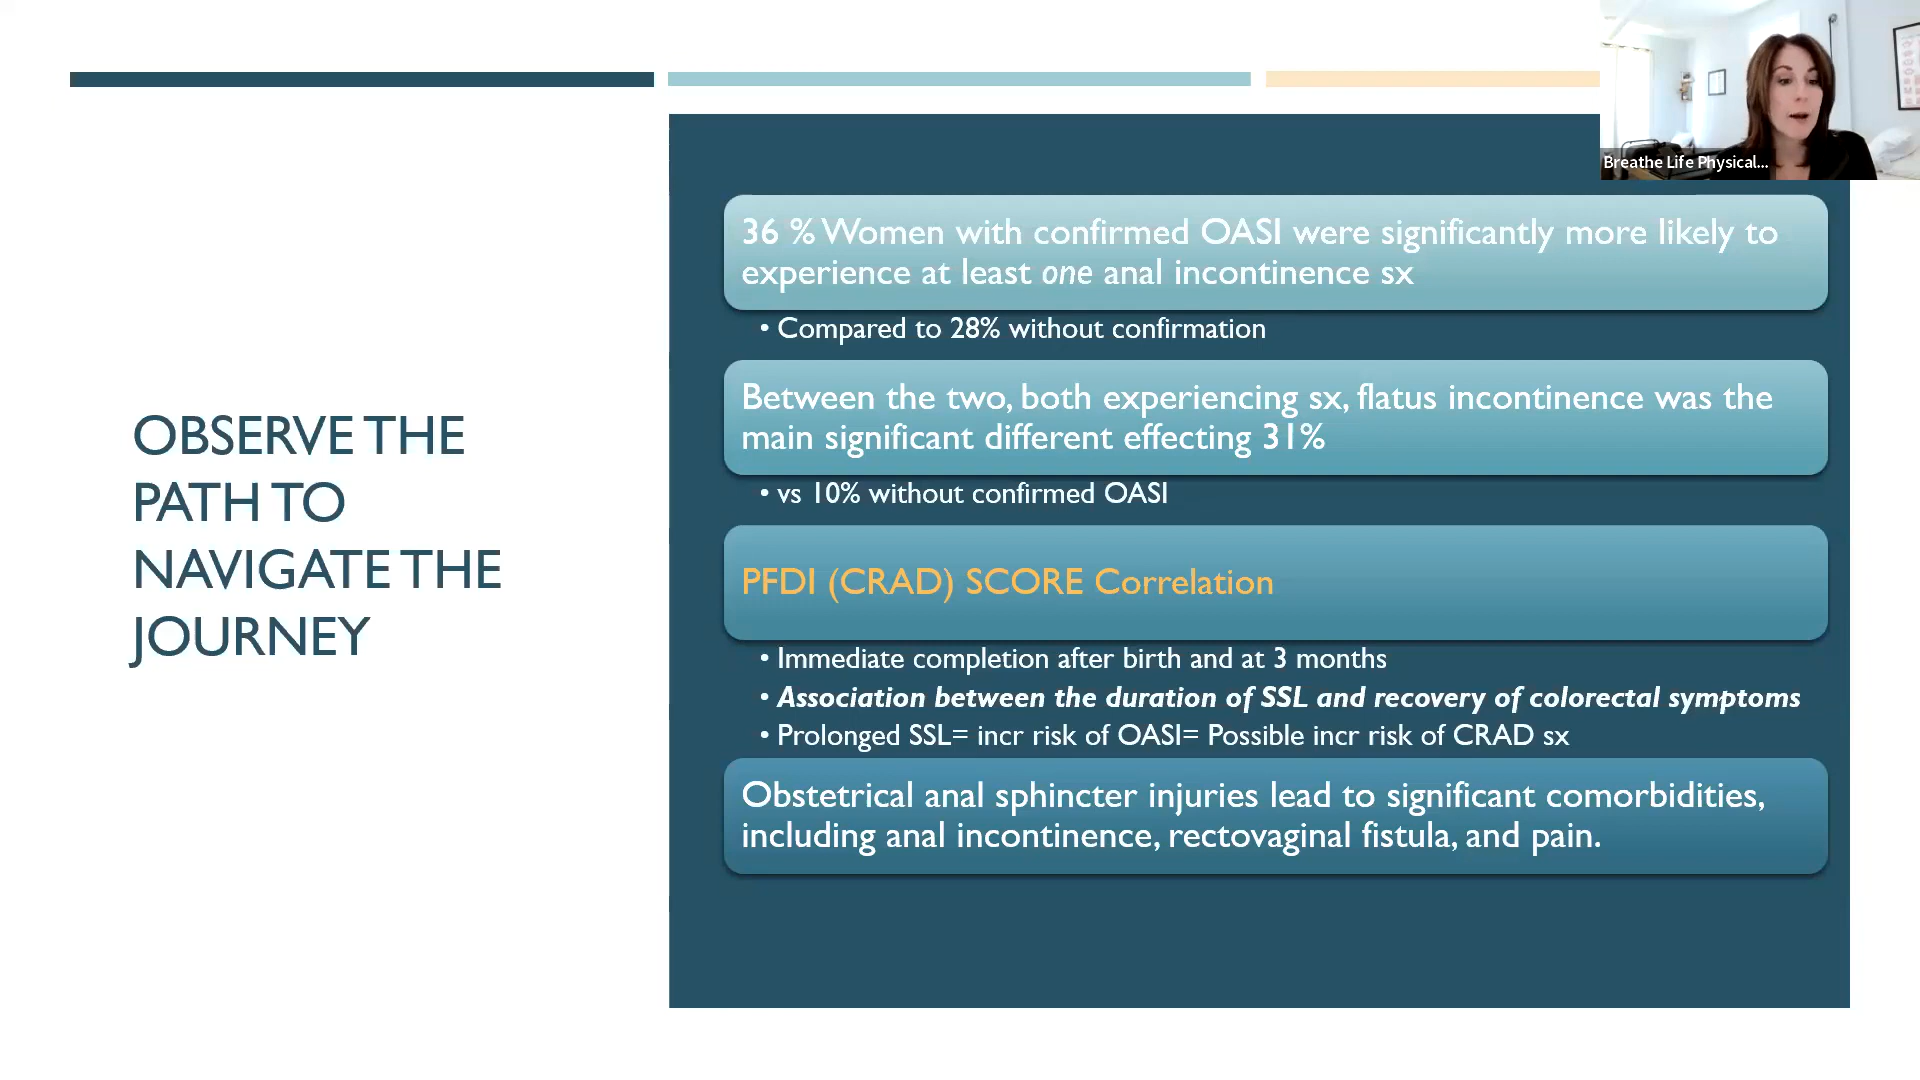 Breathe Life Physical...
OBSERVE THE
PATH TO
NAVIGATE THE
JOURNEY
36 % Women with confirmed OASI were significantly more likely to
experience at least one anal incontinence sx
• Compared to 28% without confirmation
Between the two, both experiencing sx, flatus incontinence was the
main significant different effecting 31%
• vs 10% without confirmed OASI
PFDI (CRAD) SCORE Correlation
• Immediate completion after birth and at 3 months
• Association between the duration of SSL and recovery of colorectal symptoms
• Prolonged SSL= incr risk of OASI= Possible incr risk of CRAD sx
Obstetrical anal sphincter injuries lead to significant comorbidities,
including anal incontinence, rectovaginal fistula, and pain.